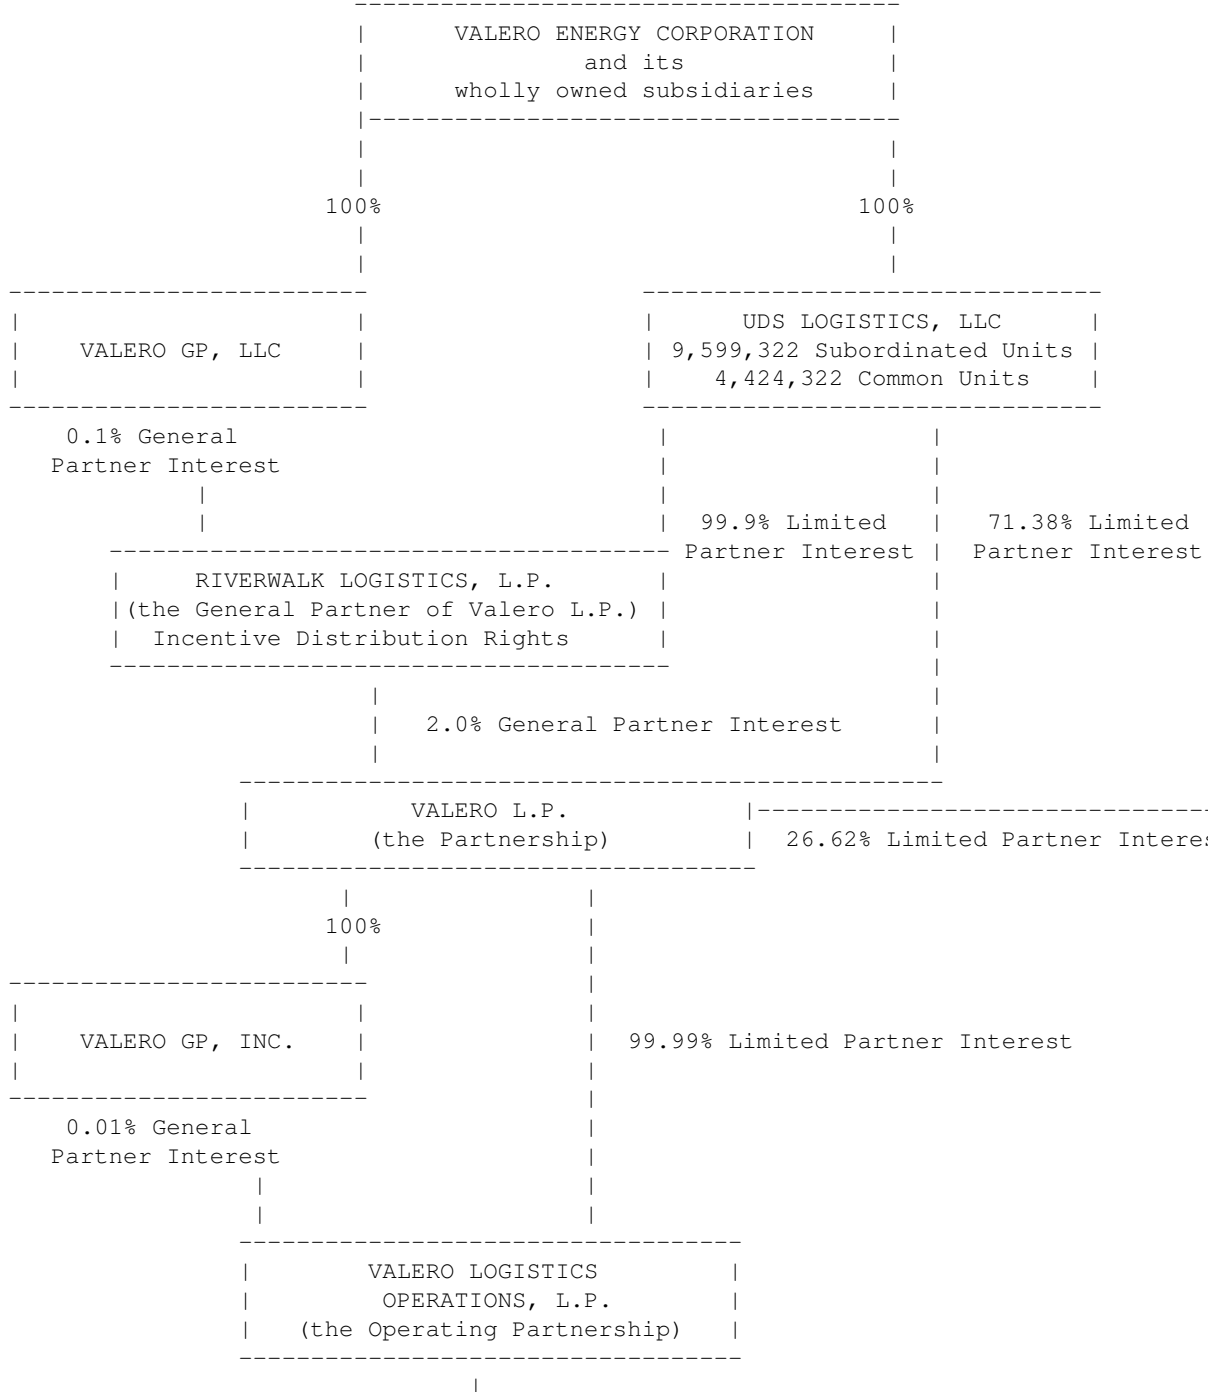 VALERO ENERGY CORPORATION
and its
wholly owned subsidiaries
100% 100%
UDS LOGISTICS, LLC
VALERO GP, LLC 9,599,322 Subordinated Units
4,424,322 Common Units
0.1% General
Partner Interest
99.9% Limited 71.38% Limited
Partner Interest Partner Interest
RIVERWALK LOGISTICS, L.P.
(the General Partner of Valero L.P.)
Incentive Distribution Rights
2.0% General Partner Interest
VALERO L.P.
(the Partnership) 26.62% Limited Partner
100%
VALERO GP, INC. 99.99% Limited Partner Interest
0.01% General
Partner Interest
VALERO LOGISTICS
OPERATIONS, L.P.
(the Operating Partnership)